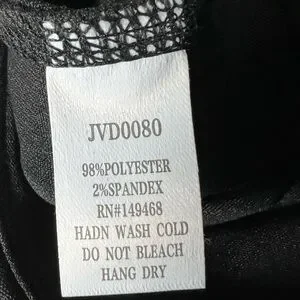 JVD0080
98%POLYESTER
2%SPANDEX
RN#149468
HADN WASH COLD
DO NOT BLEACH
HANG DRY